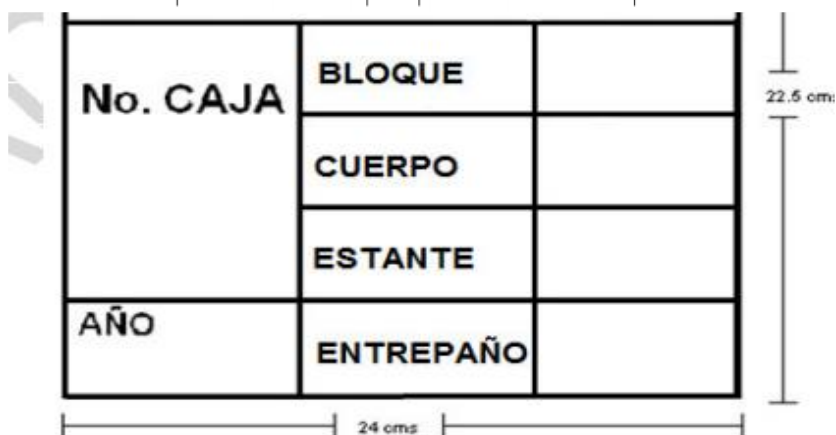 No. CAJA
BLOQUE
22.5 cms
CUERPO
ESTANTE
AÑO
ENTREPAÑO
24 cms